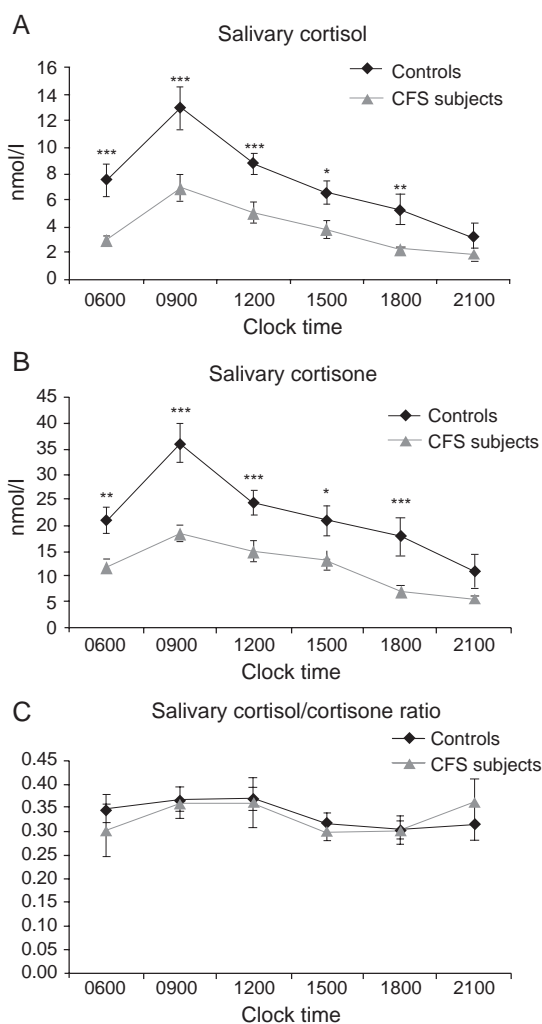 A
Salivary cortisol
16
14
12
10
8
6
4
2
0
nmol/l
Controls
CFS subjects
***
***
***
*
**
0600 0900 1200 1500 1800 2100
Clock time
B
Salivary cortisone
45
40
35
30
25
20
15
10
5
0
nmol/l
Controls
CFS subjects
**
***
***
*
***
0600 0900 1200 1500 1800 2100
Clock time
C
Salivary cortisol/cortisone ratio
Controls
CFS subjects
0.45
0.40
0.35
0.30
0.25
0.20
0.15
0.10
0.05
0.00
0600 0900 1200 1500 1800 2100
Clock time